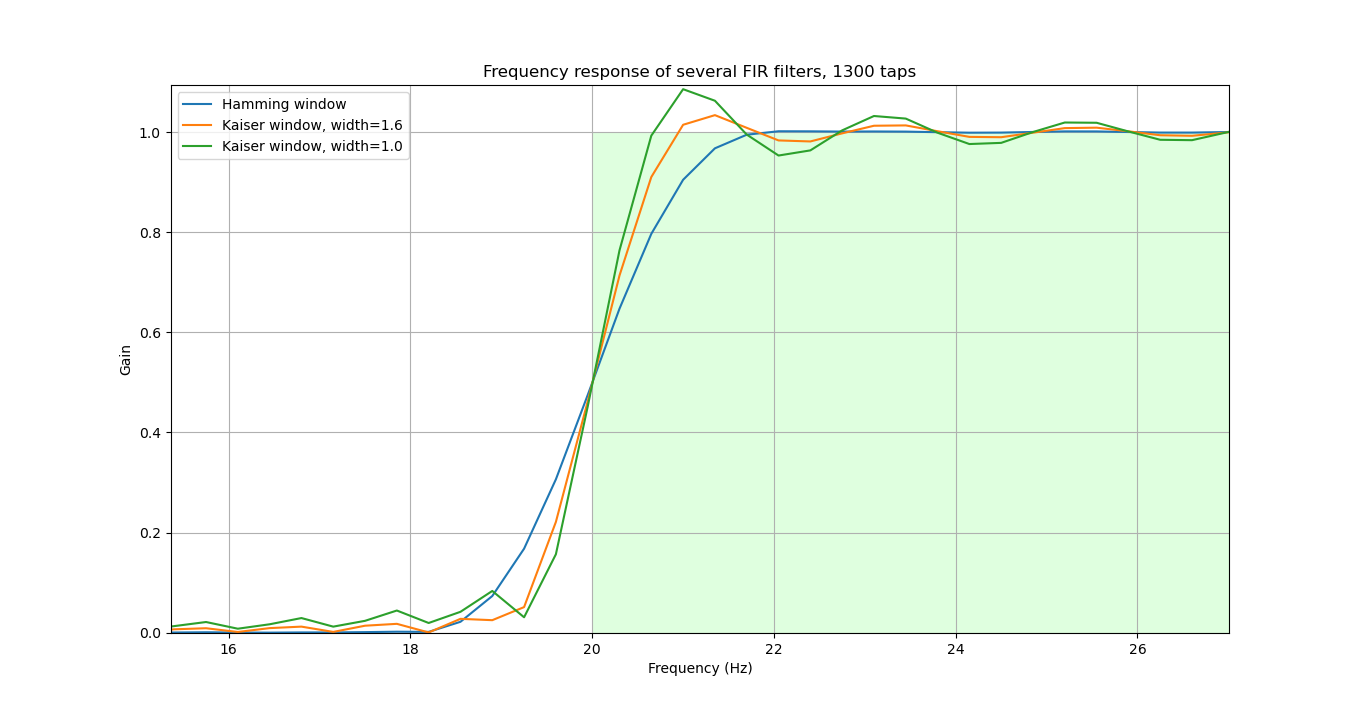 Frequency response of several FIR filters, 1300 taps
Hamming window
Kaiser window, width=1.6
Kaiser window, width=1.0
1.0
0.8
0.6
0.4
0.2
0.0
Gain
16 18 20 22 24 26
Frequency (Hz)